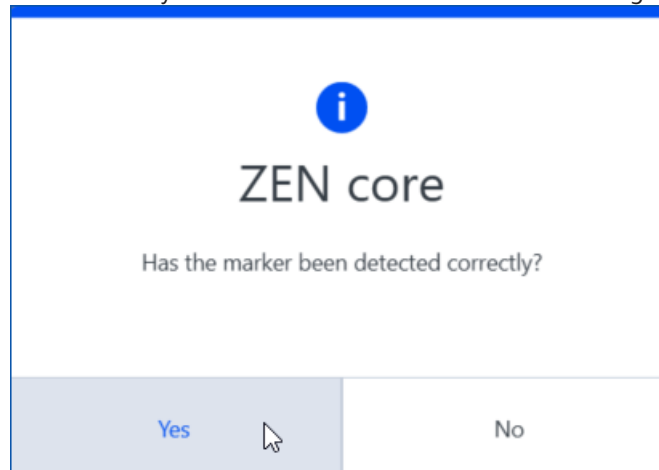 ZEN core
Has the marker been detected correctly?
Yes
No